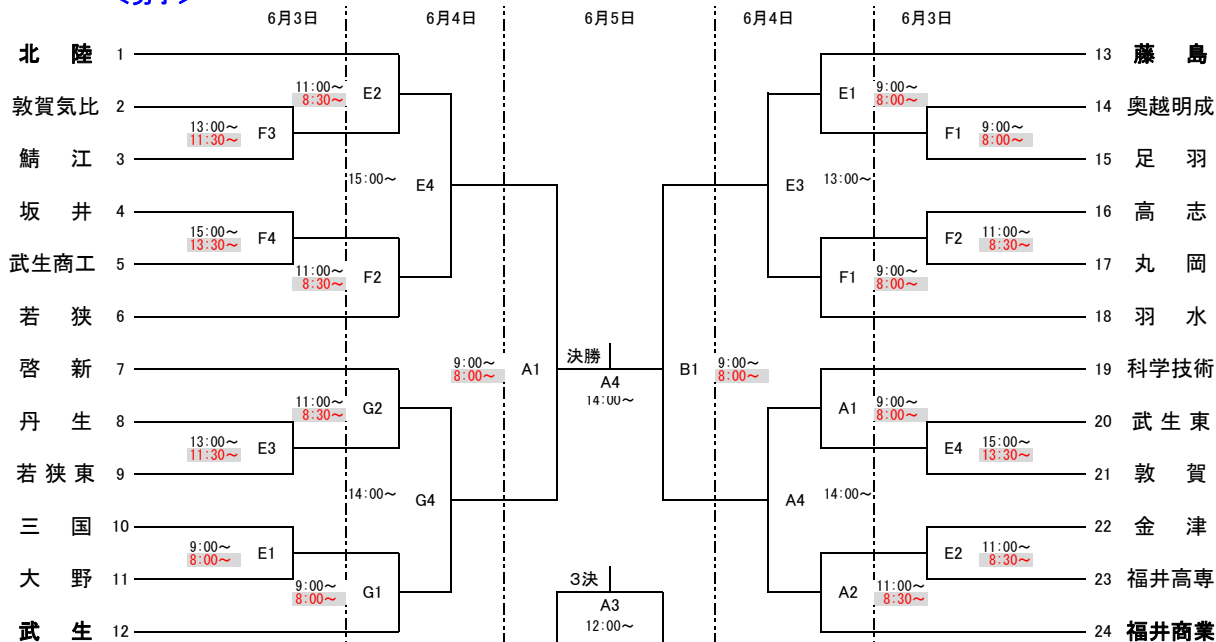 ＜男子＞
6月3日 6月4日 6月5日 6月4日 6月3日
北 陸 1 13 藤 島
11:00～ E2 E1 9:00～
8:30～ 8:00～
敦賀気比 2 14 奥越明成
13:00～ F3 F1 9:00～
11:30～ 8:00～
鯖 江 3 15 足 羽
15:00～ E4 E3 13:00～
坂 井 4 16 高 志
15:00～ F4 F2 11:00～
13:30～ 8:30～
武生商工 5 17 丸 岡
11:00～ F2 F1 9:00～
8:30～ 8:00～
若 狭 6 18 羽 水
啓 新 7 19 科学技術
9:00～ A1 決勝 B1 9:00～
8:00～ A4 8:00～
14:00～
11:00～ G2 A1 9:00～
8:30～ 8:00～
丹 生 8 20 武生東
13:00～ E3 E4 15:00～
11:30～ 13:30～
若狭東 9 21 敦 賀
14:00～ G4 A4 14:00～
三 国 10 22 金 津
9:00～ E1 E2 11:00～
8:00～ 8:30～
大 野 11 23 福井高専
3決
9:00～ G1 A3 A2 11:00～
8:00～ 12:00～ 8:30～
武 生 12 24 福井商業